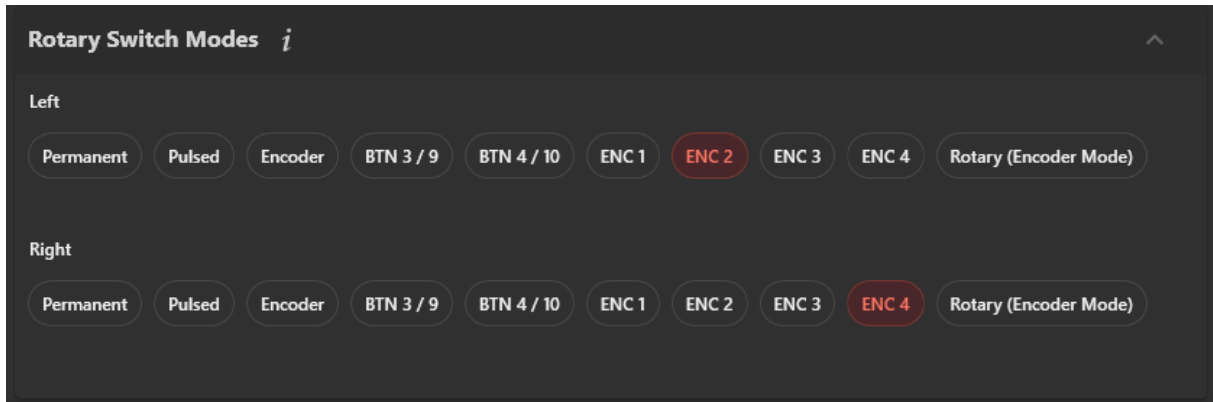 Rotary Switch Modes i
Left
Permanent Pulsed Encoder BTN 3 / 9 BTN 4 / 10 ENC 1 ENC 2 ENC 3 ENC 4 Rotary (Encoder Mode)
Right
Permanent Pulsed Encoder BTN 3 / 9 BTN 4 / 10 ENC 1 ENC 2 ENC 3 ENC 4 Rotary (Encoder Mode)